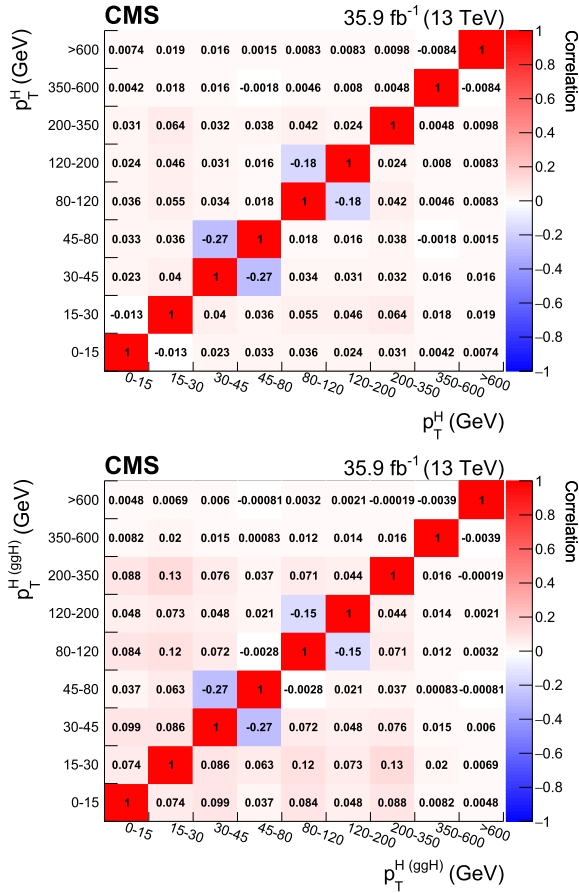 CMS 35.9 fb⁻¹ (13 TeV)
p_T^H (GeV)
>600 0.0074 0.019 0.016 0.0015 0.0083 0.0083 0.0098 -0.0084 1
350-600 0.0042 0.018 0.016 -0.0018 0.0046 0.008 0.0048 1 -0.0084
200-350 0.031 0.064 0.032 0.038 0.042 0.024 1 0.0048 0.0098
120-200 0.024 0.046 0.031 0.016 -0.18 1 0.024 0.008 0.0083
80-120 0.036 0.055 0.034 0.018 1 -0.18 0.042 0.0046 0.0083
45-80 0.033 0.036 -0.27 1 0.018 0.016 0.038 -0.0018 0.0015
30-45 0.023 0.04 1 -0.27 0.034 0.031 0.032 0.016 0.016
15-30 -0.013 1 0.04 0.036 0.055 0.046 0.064 0.018 0.019
0-15 1 -0.013 0.023 0.033 0.036 0.024 0.031 0.0042 0.0074
0-15 15-30 30-45 45-80 80-120 120-200 200-350 350-600 >600
p_T^H (GeV)
1
0.8
0.6
0.4
0.2
0
−0.2
−0.4
−0.6
−0.8
−1
Correlation
CMS 35.9 fb⁻¹ (13 TeV)
p_T^H (ggH) (GeV)
>600 0.0048 0.0069 0.006 -0.00081 0.0032 0.0021 -0.00019 -0.0039 1
350-600 0.0082 0.02 0.015 0.00083 0.012 0.014 0.016 1 -0.0039
200-350 0.088 0.13 0.076 0.037 0.071 0.044 1 0.016 -0.00019
120-200 0.048 0.073 0.048 0.021 -0.15 1 0.044 0.014 0.0021
80-120 0.084 0.12 0.072 -0.0028 1 -0.15 0.071 0.012 0.0032
45-80 0.037 0.063 -0.27 1 -0.0028 0.021 0.037 0.00083 -0.00081
30-45 0.099 0.086 1 -0.27 0.072 0.048 0.076 0.015 0.006
15-30 0.074 1 0.086 0.063 0.12 0.073 0.13 0.02 0.0069
0-15 1 0.074 0.099 0.037 0.084 0.048 0.088 0.0082 0.0048
0-15 15-30 30-45 45-80 80-120 120-200 200-350 350-600 >600
p_T^H (ggH) (GeV)
1
0.8
0.6
0.4
0.2
0
−0.2
−0.4
−0.6
−0.8
−1
Correlation